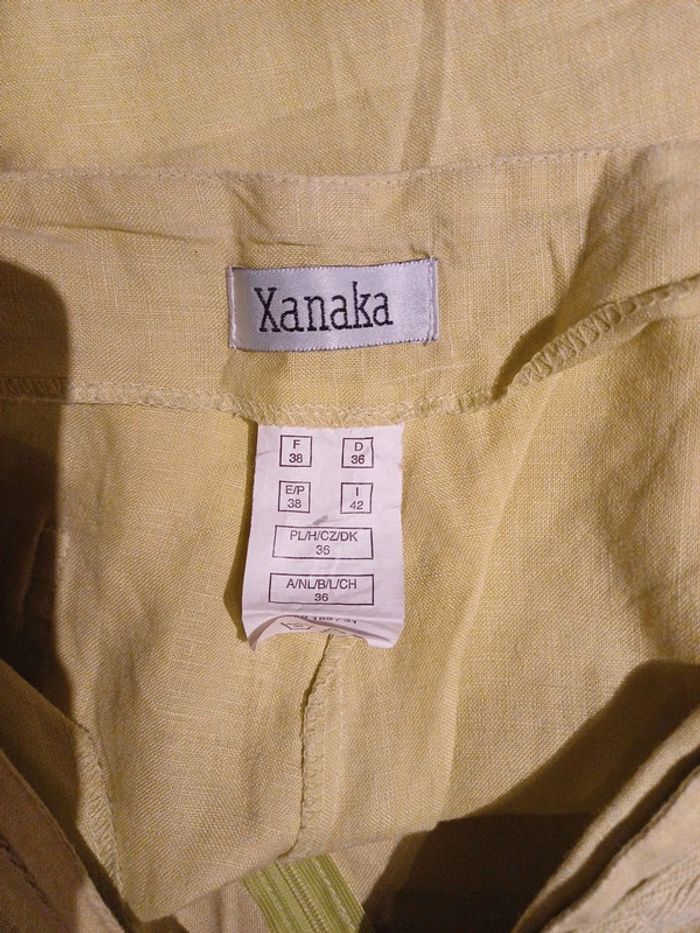 Xanaka
F D
38 36
E/P I
38 42
PL/H/CZ/DK
36
A/NL/B/L/CH
36